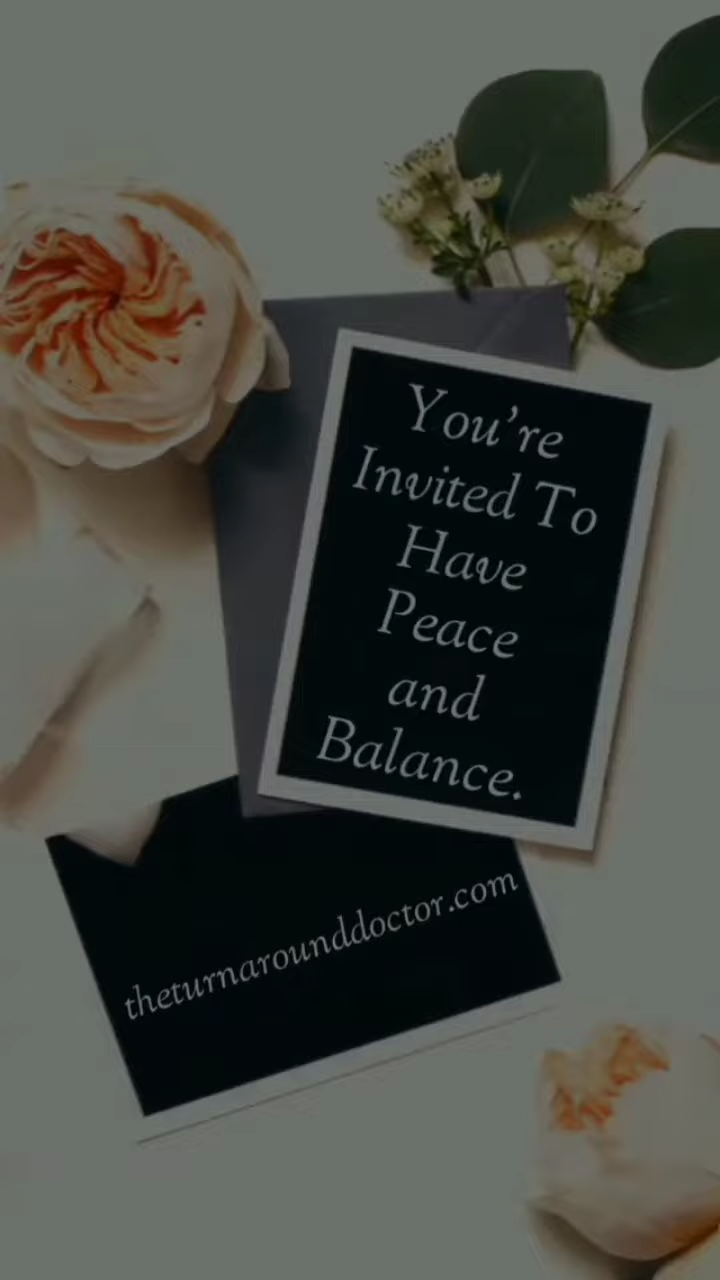 You’re
Invited To
Have
Peace
and
Balance.
theturnarounddoctor.com